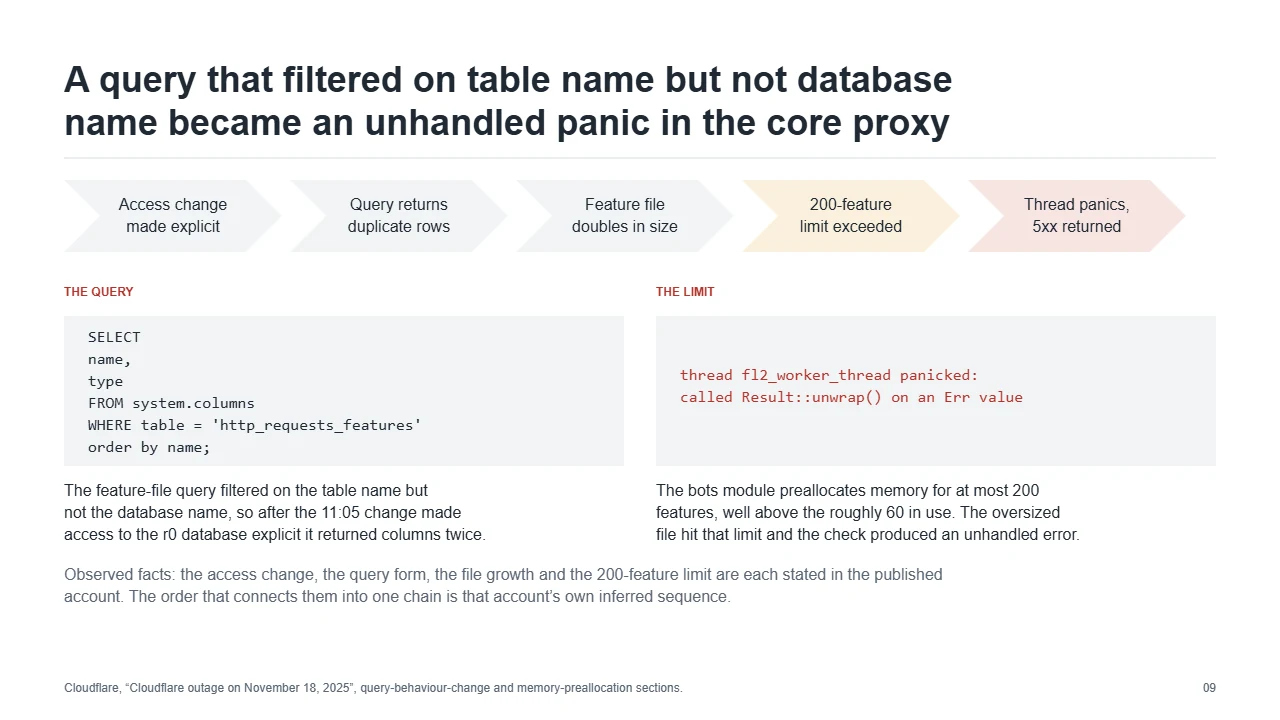 A query that filtered on table name but not database
name became an unhandled panic in the core proxy
Access change
made explicit
Query returns
duplicate rows
Feature file
doubles in size
200-feature
limit exceeded
Thread panics,
5xx returned
THE QUERY
SELECT
name,
type
FROM system.columns
WHERE table = 'http_requests_features'
order by name;
The feature-file query filtered on the table name but
not the database name, so after the 11:05 change made
access to the r0 database explicit it returned columns twice.
THE LIMIT
thread fl2_worker_thread panicked:
called Result::unwrap() on an Err value
The bots module preallocates memory for at most 200
features, well above the roughly 60 in use. The oversized
file hit that limit and the check produced an unhandled error.
Observed facts: the access change, the query form, the file growth and the 200-feature limit are each stated in the published
account. The order that connects them into one chain is that account’s own inferred sequence.
Cloudflare, “Cloudflare outage on November 18, 2025”, query-behaviour-change and memory-preallocation sections.
09